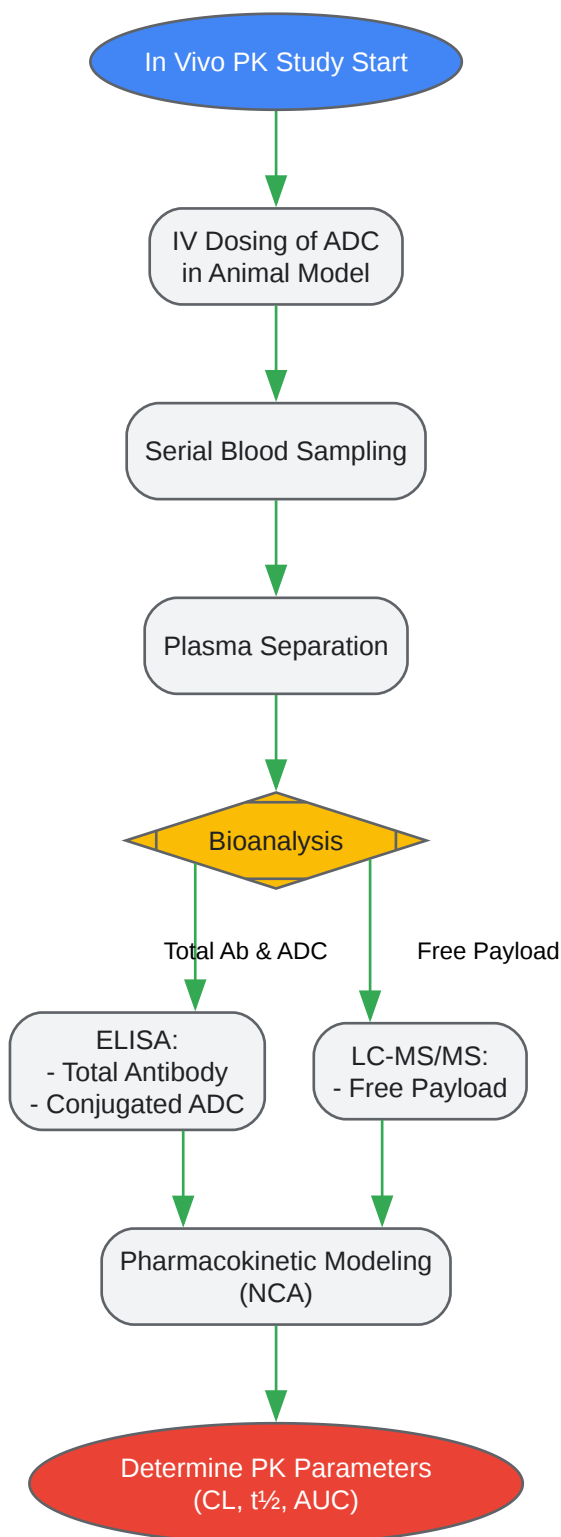 In Vivo PK Study Start
IV Dosing of ADC
in Animal Model
Serial Blood Sampling
Plasma Separation
Bioanalysis
Total Ab & ADC
Free Payload
ELISA:
- Total Antibody
- Conjugated ADC
LC-MS/MS:
- Free Payload
Pharmacokinetic Modeling
(NCA)
Determine PK Parameters
(CL, t½, AUC)